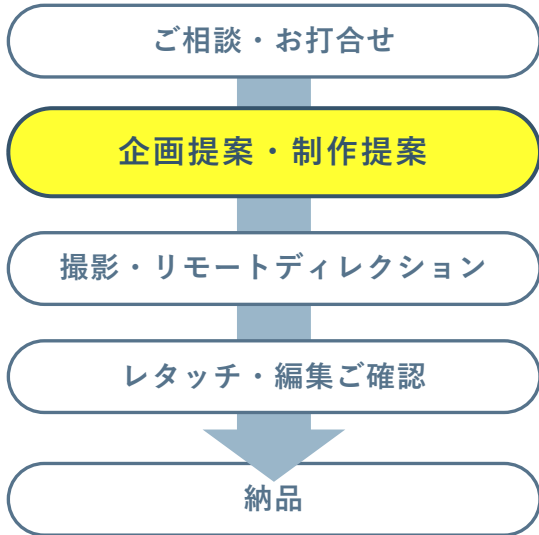 ご相談・お打合せ
企画提案・制作提案
撮影・リモートディレクション
レタッチ・編集ご確認
納品